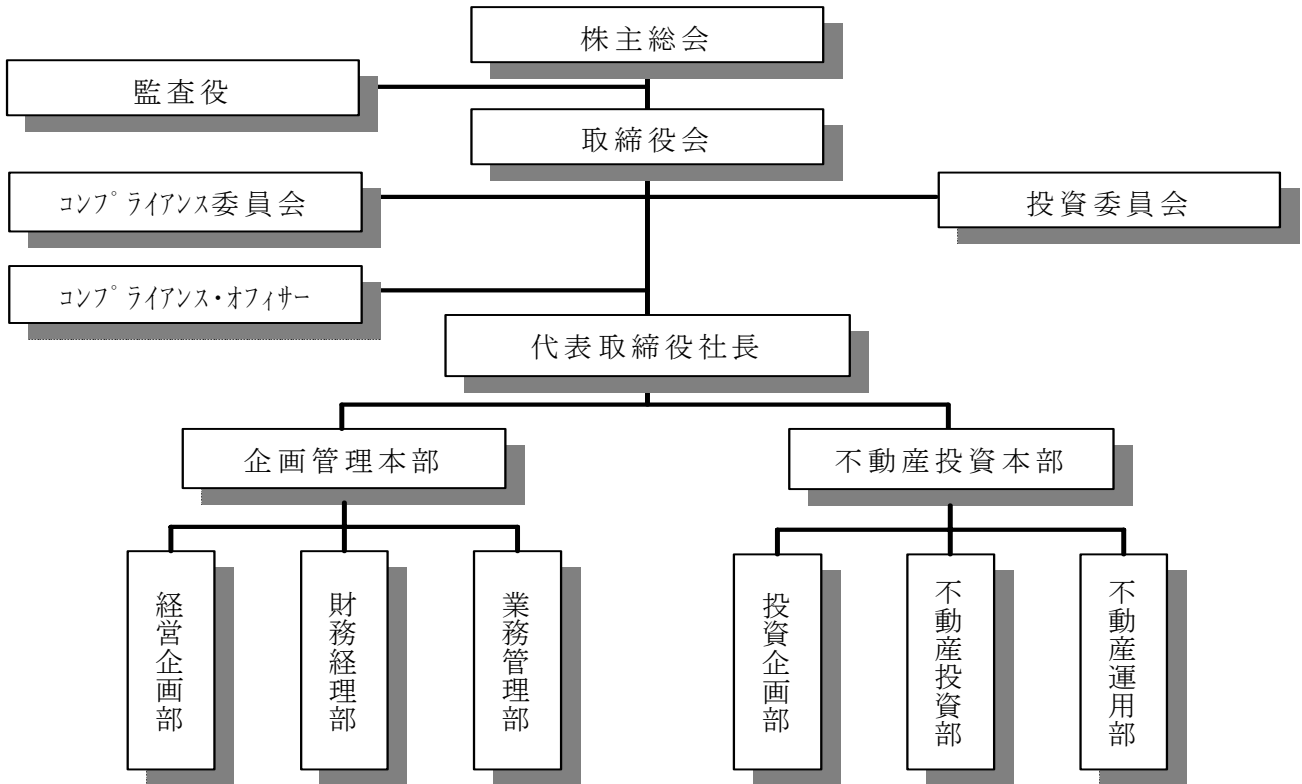 株主総会
監査役
取締役会
コンプライアンス委員会
投資委員会
コンプライアンス・オフィサー
代表取締役社長
企画管理本部
不動産投資本部
経営企画部
財務経理部
業務管理部
投資企画部
不動産投資部
不動産運用部